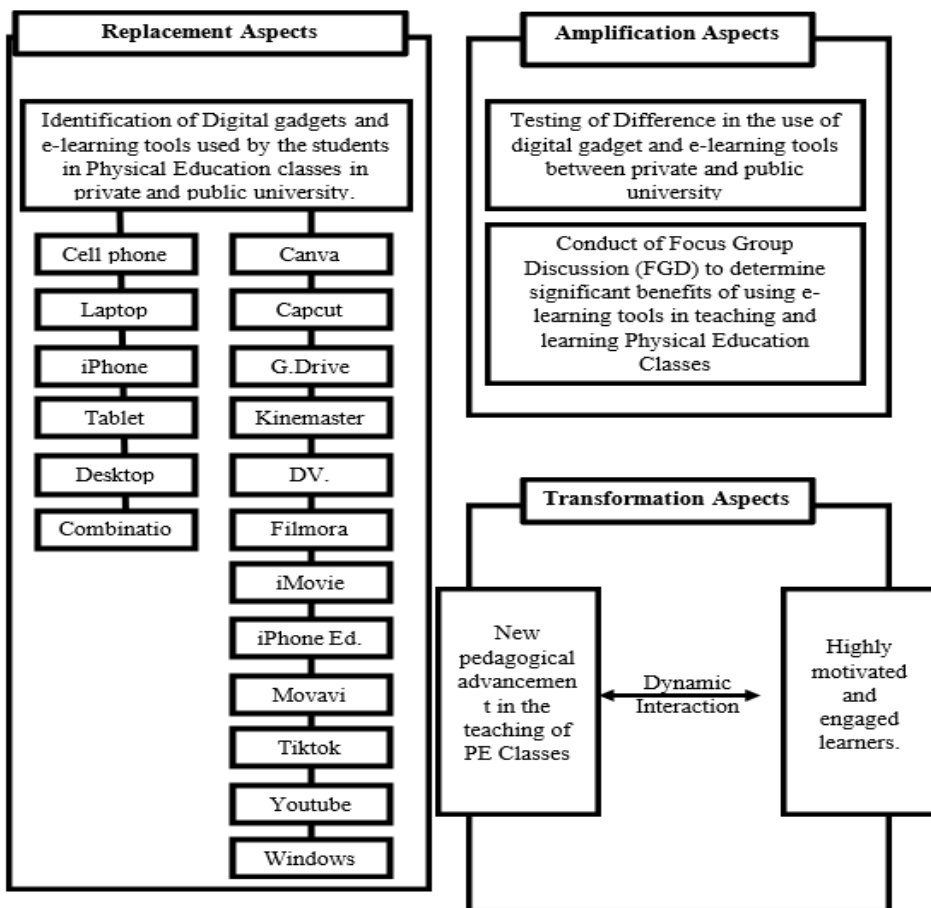 Replacement Aspects
Identification of Digital gadgets and
e-learning tools used by the students
in Physical Education classes in
private and public university.
Cell phone
Laptop
iPhone
Tablet
Desktop
Combinatio
Canva
Capcut
G.Drive
Kinemaster
DV.
Filmora
iMovie
iPhone Ed.
Movavi
Tiktok
Youtube
Windows
Amplification Aspects
Testing of Difference in the use of
digital gadget and e-learning tools
between private and public
university
Conduct of Focus Group
Discussion (FGD) to determine
significant benefits of using e-
learning tools in teaching and
learning Physical Education
Classes
Transformation Aspects
New
pedagogical
advancemen
t in the
teaching of
PE Classes
Dynamic
Interaction
Highly
motivated
and
engaged
learners.